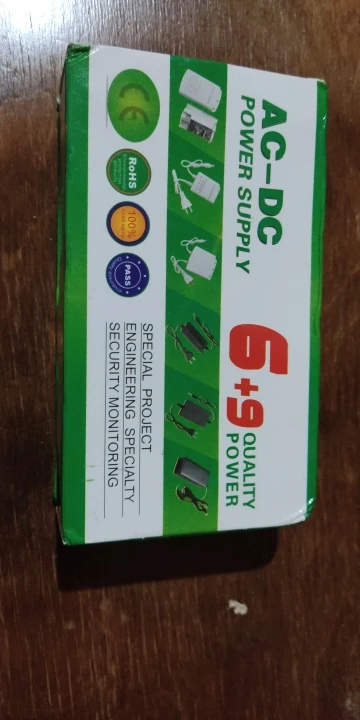 AC-DC
POWER SUPPLY
6+9 QUALITY
POWER
CE
RoHS
100%
PASS
SPECIAL PROJECT
ENGINEERING SPECIALTY
SECURITY MONITORING